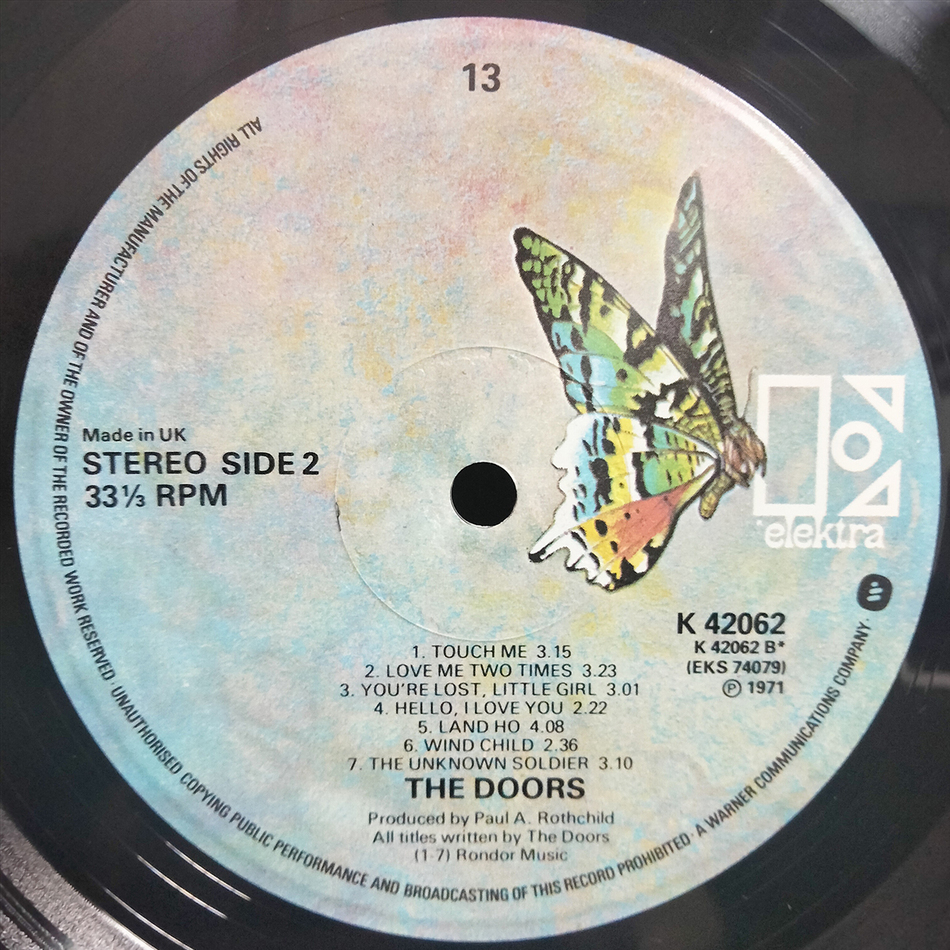 13
ALL RIGHTS OF THE MANUFACTURER AND OF THE OWNER OF THE RECORDED WORK RESERVED · UNAUTHORISED COPYING PUBLIC PERFORMANCE AND BROADCASTING OF THIS RECORD PROHIBITED · A WARNER COMMUNICATIONS COMPANY ·
Made in UK
STEREO SIDE 2
33⅓ RPM
elektra
K 42062
K 42062 B*
(EKS 74079)
℗ 1971
1. TOUCH ME 3.15
2. LOVE ME TWO TIMES 3.23
3. YOU'RE LOST, LITTLE GIRL 3.01
4. HELLO, I LOVE YOU 2.22
5. LAND HO 4.08
6. WIND CHILD 2.36
7. THE UNKNOWN SOLDIER 3.10
THE DOORS
Produced by Paul A. Rothchild
All titles written by The Doors
(1-7) Rondor Music